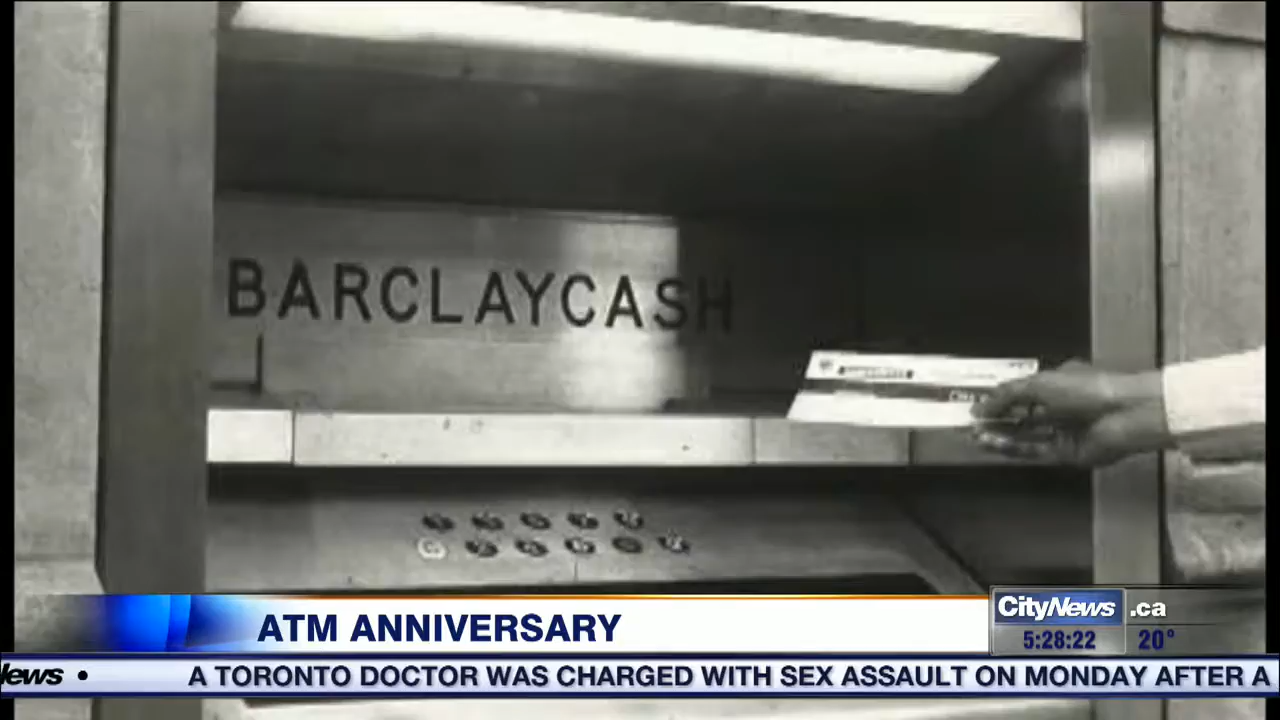 BARCLAYCASH
ATM ANNIVERSARY
CityNews.ca
5:28:22 20°
News • A TORONTO DOCTOR WAS CHARGED WITH SEX ASSAULT ON MONDAY AFTER A